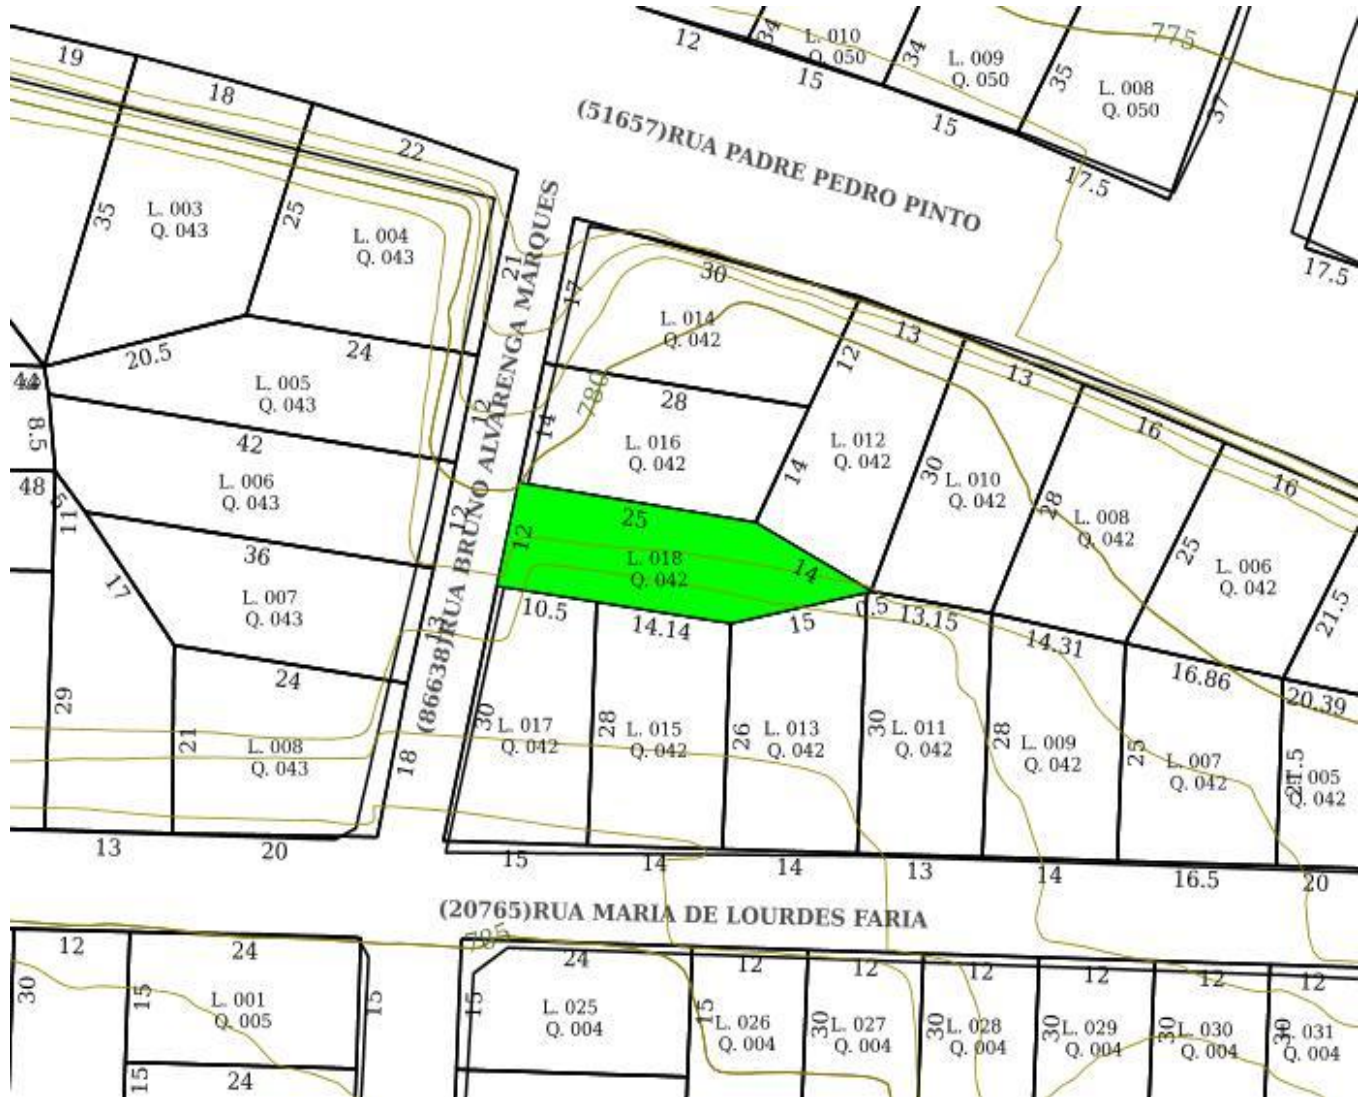 19
18
22
12
15
34
L. 010
Q. 050
34
15
L. 009
Q. 050
35
L. 008
Q. 050
775
37
17.5
17.5
(51657)RUA PADRE PEDRO PINTO
35
L. 003
Q. 043
25
L. 004
Q. 043
21
17
30
L. 014
Q. 042
13
12
13
16
16
20.5
24
L. 005
Q. 043
12
14
780
28
L. 016
Q. 042
14
L. 012
Q. 042
30
L. 010
Q. 042
28
L. 008
Q. 042
25
L. 006
Q. 042
21.5
44
8.5
42
L. 006
Q. 043
48
11
12
36
17
L. 007
Q. 043
13
24
(86638)RUA BRUNO ALVARENGA MARQUES
25
12
L. 018
Q. 042
14
10.5
14.14
15
0.5
13.15
14.31
16.86
20.39
29
21
L. 008
Q. 043
18
30
L. 017
Q. 042
28
L. 015
Q. 042
26
L. 013
Q. 042
30
L. 011
Q. 042
28
L. 009
Q. 042
25
L. 007
Q. 042
21.5
L. 005
Q. 042
13
20
15
14
14
13
14
16.5
20
(20765)RUA MARIA DE LOURDES FARIA
785
12
24
24
12
12
12
12
12
12
30
15
L. 001
Q. 005
15
15
L. 025
Q. 004
15
L. 026
Q. 004
30
L. 027
Q. 004
30
L. 028
Q. 004
30
L. 029
Q. 004
30
L. 030
Q. 004
30
L. 031
Q. 004
15
24